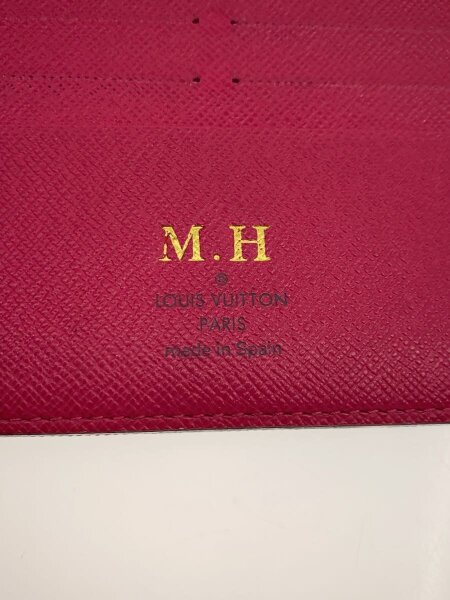 M.H
®
LOUIS VUITTON
PARIS
made in Spain